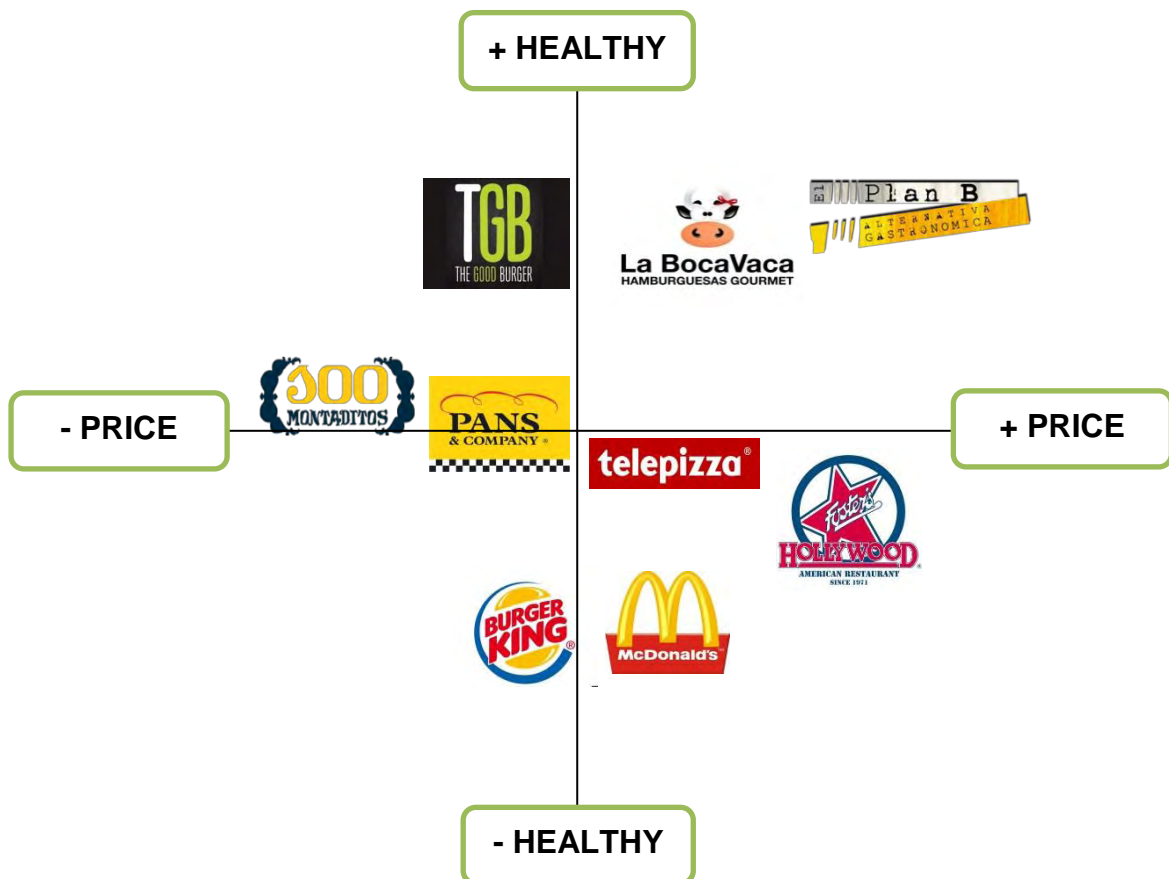 + HEALTHY
TGB
THE GOOD BURGER
La BocaVaca
HAMBURGUESAS GOURMET
El Plan B
ALTERNATIVA
GASTRONOMICA
100
MONTADITOS
PANS
& COMPANY ®
- PRICE
+ PRICE
telepizza®
Foster's
HOLLYWOOD®
AMERICAN RESTAURANT
SINCE 1971
BURGER
KING®
McDonald's™
- HEALTHY